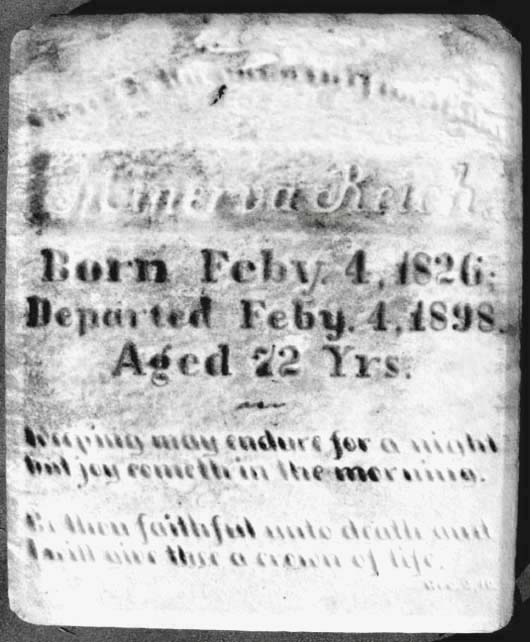 Minerva Reich.
Born Feby. 4, 1826;
Departed Feby. 4, 1898.
Aged 72 Yrs.
Weeping may endure for a night
but joy cometh in the morning.
Be thou faithful unto death and
I will give thee a crown of life.